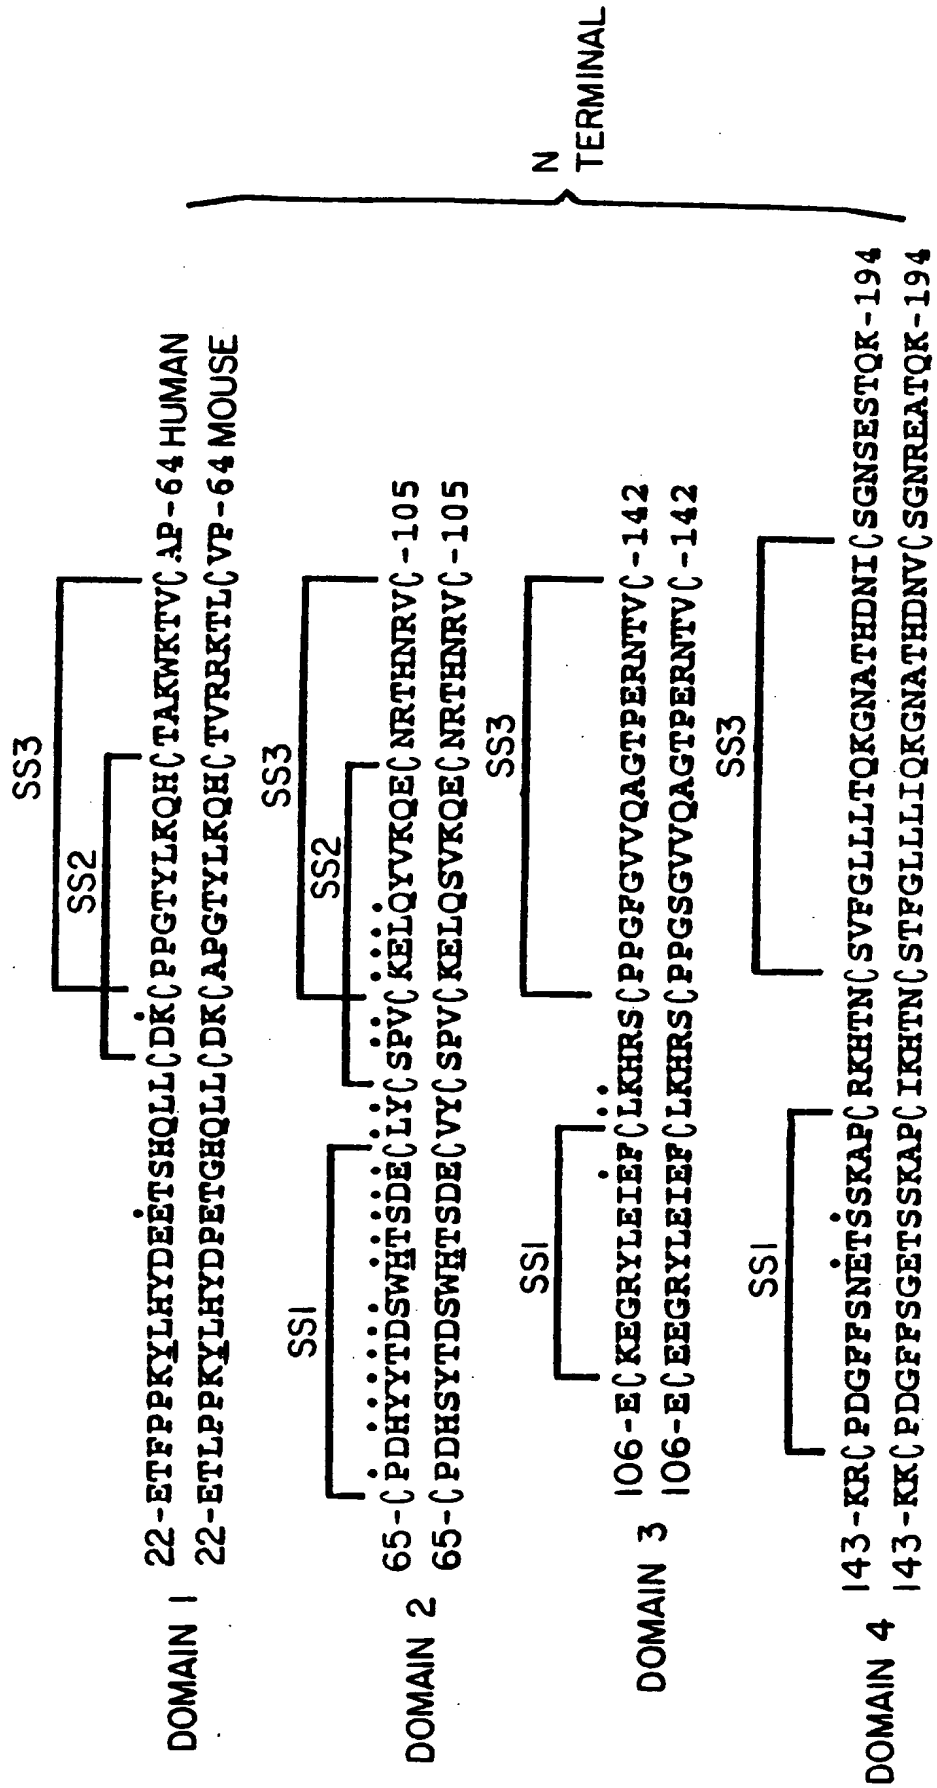 SS3
SS2
DOMAIN 1 22-ETFPPKYLHYDEETSHQLLCDKCPPGTYLKQHCTAKWKTVCAP-64 HUMAN
22-ETLPPKYLHYDPETGHQLLCDKCAPGTYLKQHCTVRRKTLCVP-64 MOUSE
SS3
SS1 SS2
DOMAIN 2 65-CPDHYYTDSWHTSDECLYCSPVCKELQYVKQECNRTHNRVC-105
65-CPDHSYTDSWHTSDECVYCSPVCKELQSVKQECNRTHNRVC-105
N
TERMINAL
SS1 SS3
DOMAIN 3 106-ECKEGRYLEIEFCLKHRSCPPGFGVVQAGTPERNTVC-142
106-ECEEGRYLEIEFCLKHRSCPPGSGVVQAGTPERNTVC-142
SS1 SS3
DOMAIN 4 143-KRCPDGFFSNETSSKAPCRKHTNCSVFGLLLTQKGNATHDNICSGNSESTQK-194
143-KKCPDGFFSGETSSKAPCIKHTNCSTFGLLLIQKGNATHDNVCSGNREATQK-194